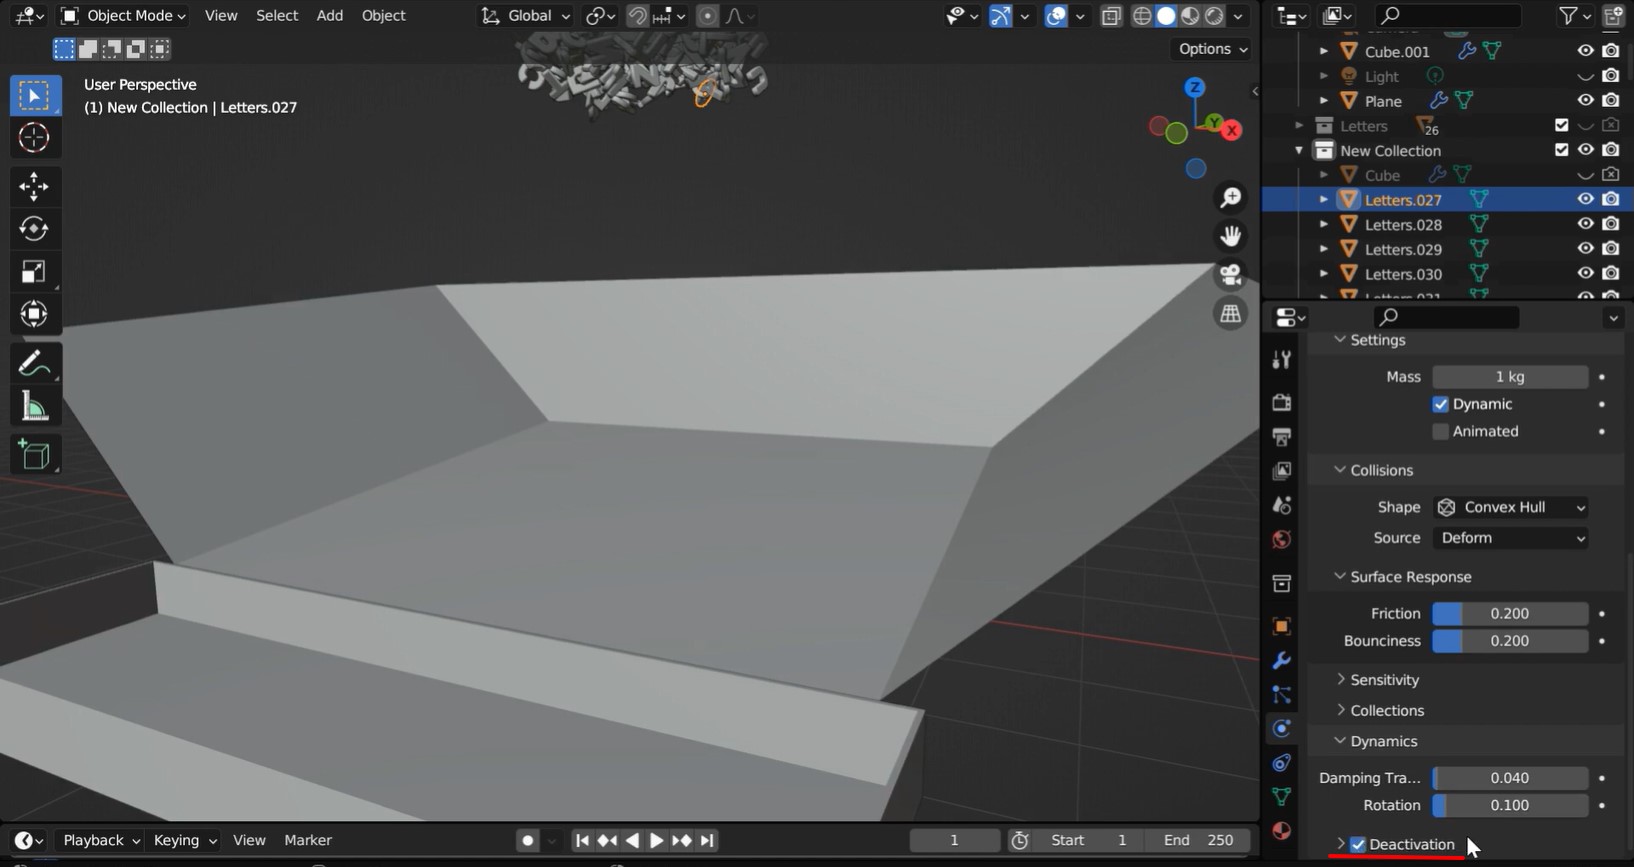 Object Mode View Select Add Object Global
Options
User Perspective
(1) New Collection | Letters.027
Z
Y
X
Cube.001
Light
Plane
Letters 26
New Collection
Cube
Letters.027
Letters.028
Letters.029
Letters.030
Settings
Mass 1 kg
Dynamic
Animated
Collisions
Shape Convex Hull
Source Deform
Surface Response
Friction 0.200
Bounciness 0.200
Sensitivity
Collections
Dynamics
Damping Tra... 0.040
Rotation 0.100
Deactivation
Playback Keying View Marker 1 Start 1 End 250